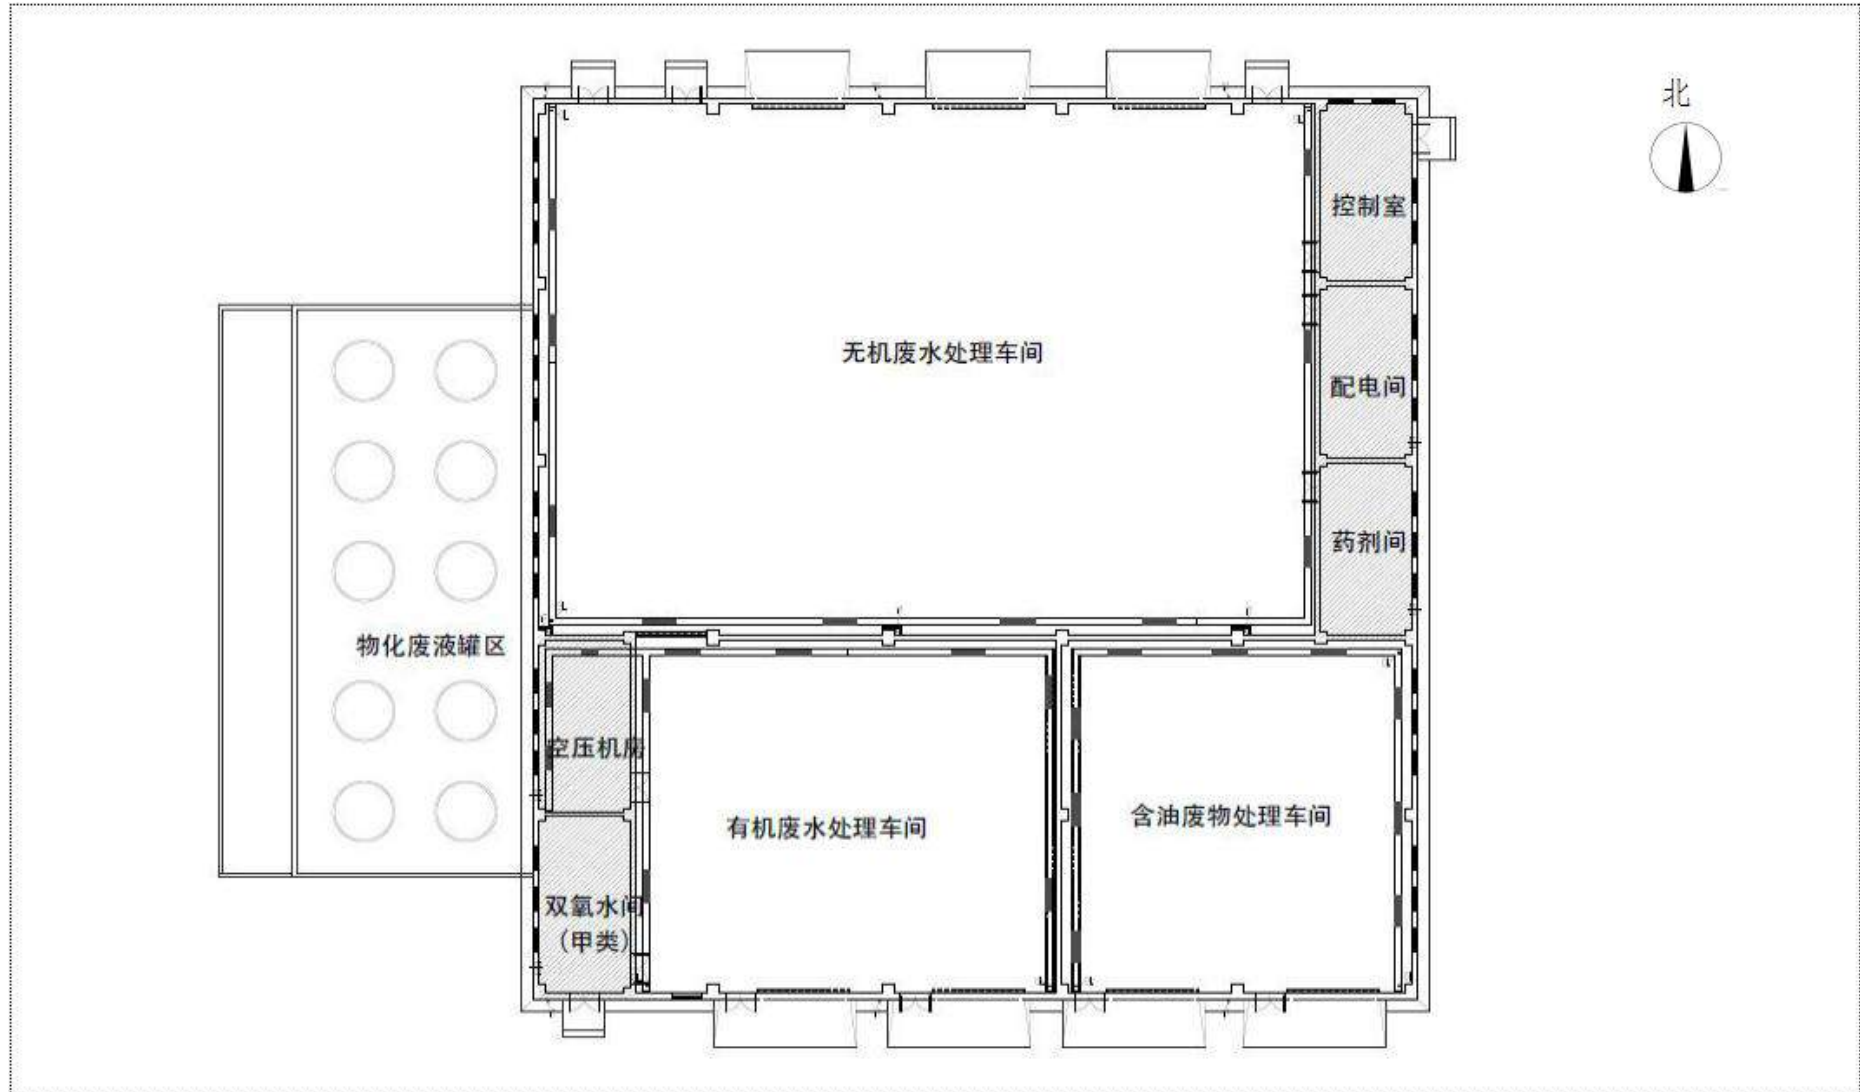 北
控制室
无机废水处理车间
配电间
药剂间
物化废液罐区
空压机房
有机废水处理车间
含油废物处理车间
双氧水间
（甲类）